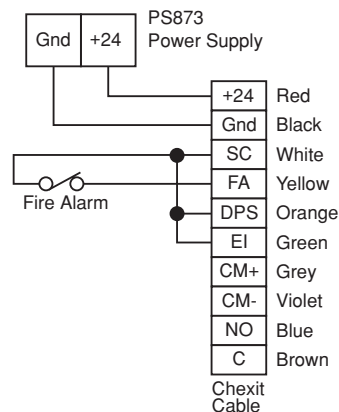 PS873
Power Supply
Gnd +24
+24 Red
Gnd Black
SC White
FA Yellow
Fire Alarm
DPS Orange
EI Green
CM+ Grey
CM- Violet
NO Blue
C Brown
Chexit
Cable